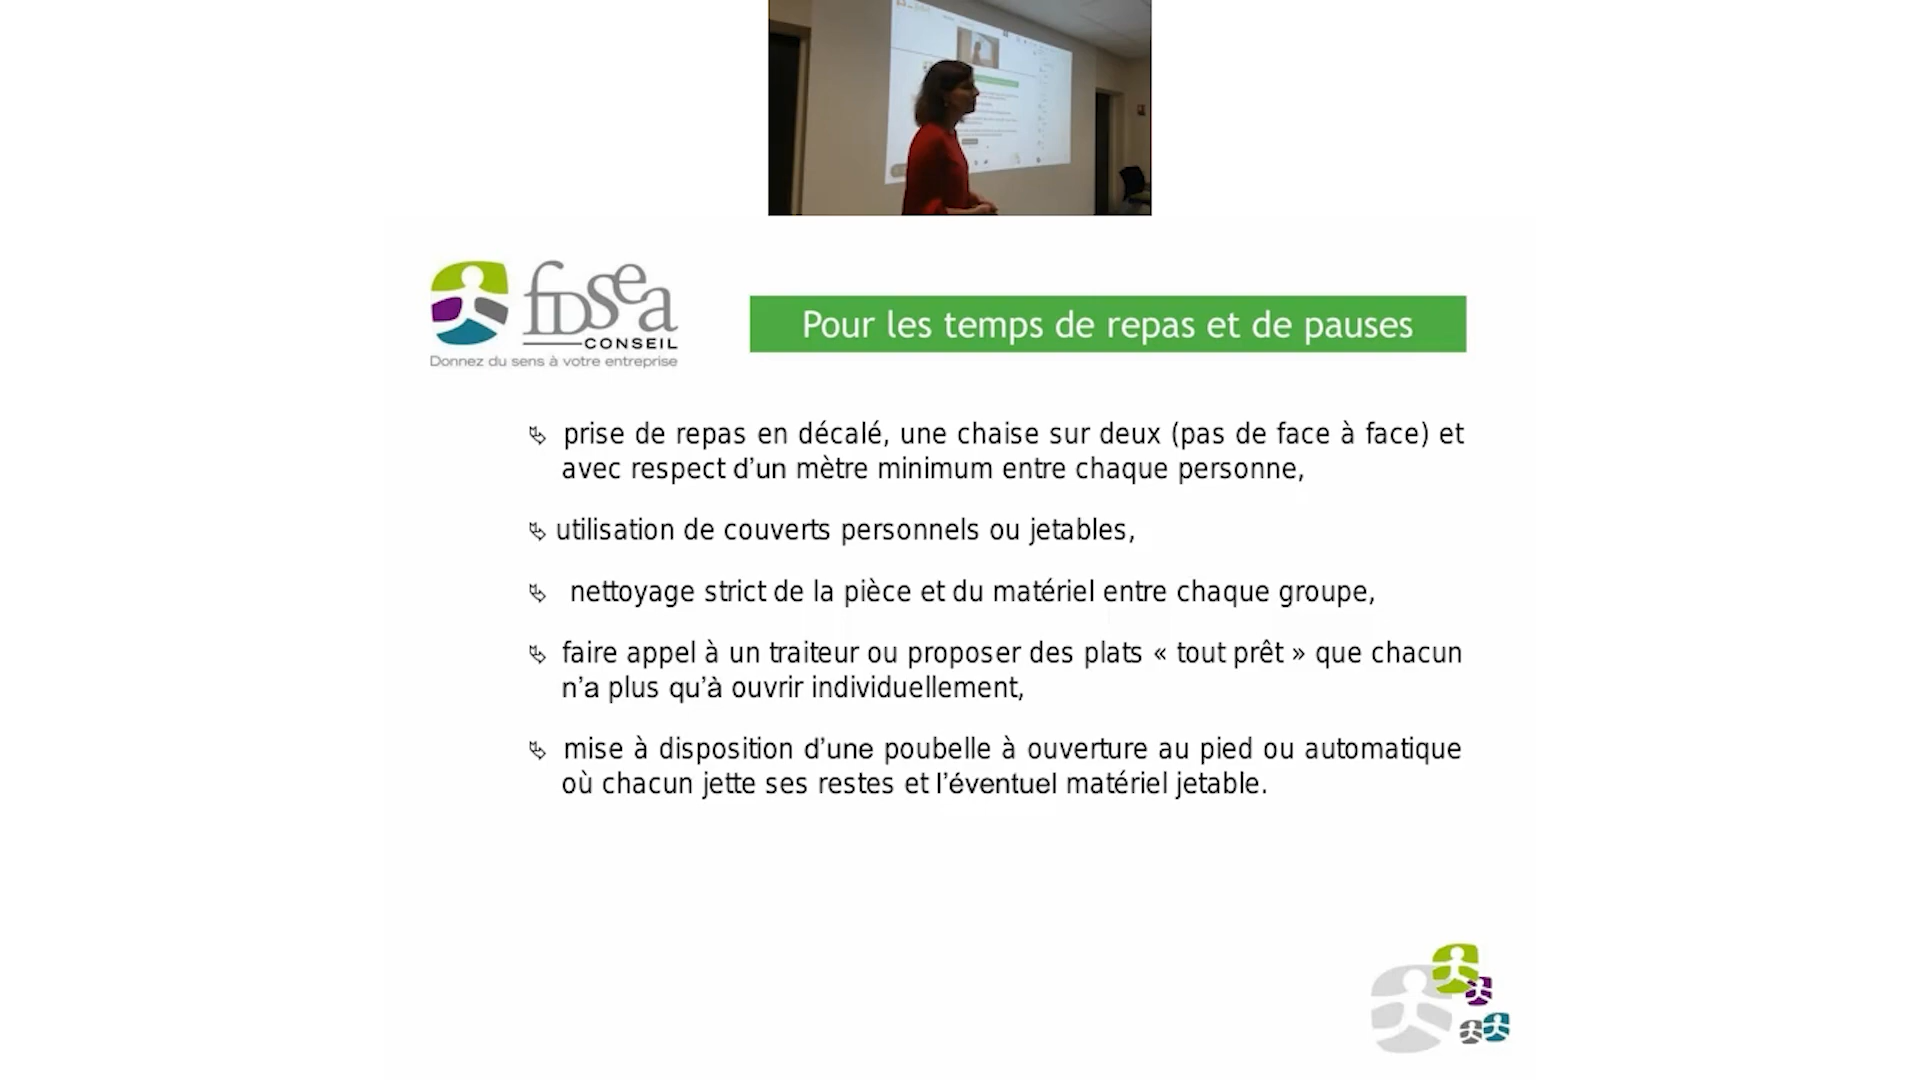 fdsea
CONSEIL
Donnez du sens à votre entreprise
Pour les temps de repas et de pauses
prise de repas en décalé, une chaise sur deux (pas de face à face) et
avec respect d’un mètre minimum entre chaque personne,
utilisation de couverts personnels ou jetables,
nettoyage strict de la pièce et du matériel entre chaque groupe,
faire appel à un traiteur ou proposer des plats « tout prêt » que chacun
n’a plus qu’à ouvrir individuellement,
mise à disposition d’une poubelle à ouverture au pied ou automatique
où chacun jette ses restes et l’éventuel matériel jetable.